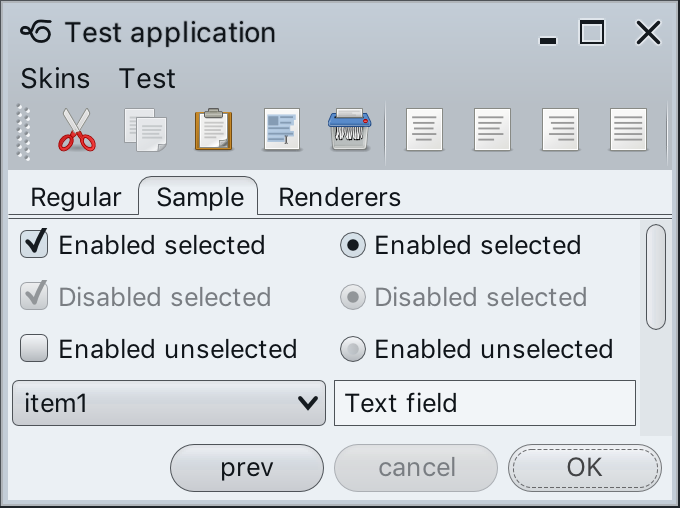 Test application
Skins Test
Regular Sample Renderers
Enabled selected Enabled selected
Disabled selected Disabled selected
Enabled unselected Enabled unselected
item1 Text field
prev cancel OK